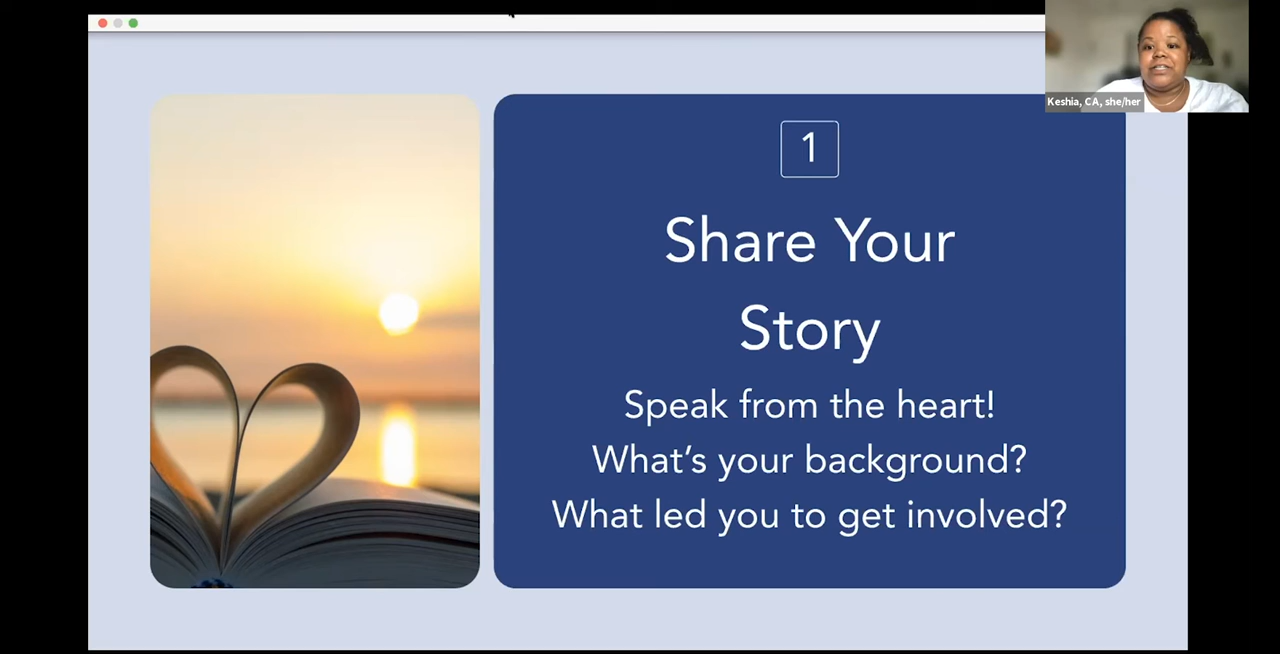 Keshia, CA, she/her
1
Share Your
Story
Speak from the heart!
What's your background?
What led you to get involved?